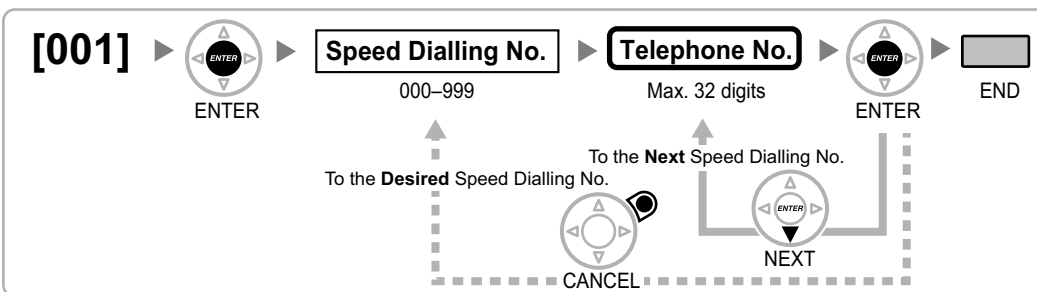 [001] ENTER Speed Dialling No. Telephone No. ENTER
ENTER 000–999 Max. 32 digits ENTER END
To the Next Speed Dialling No.
To the Desired Speed Dialling No.
ENTER
NEXT
CANCEL